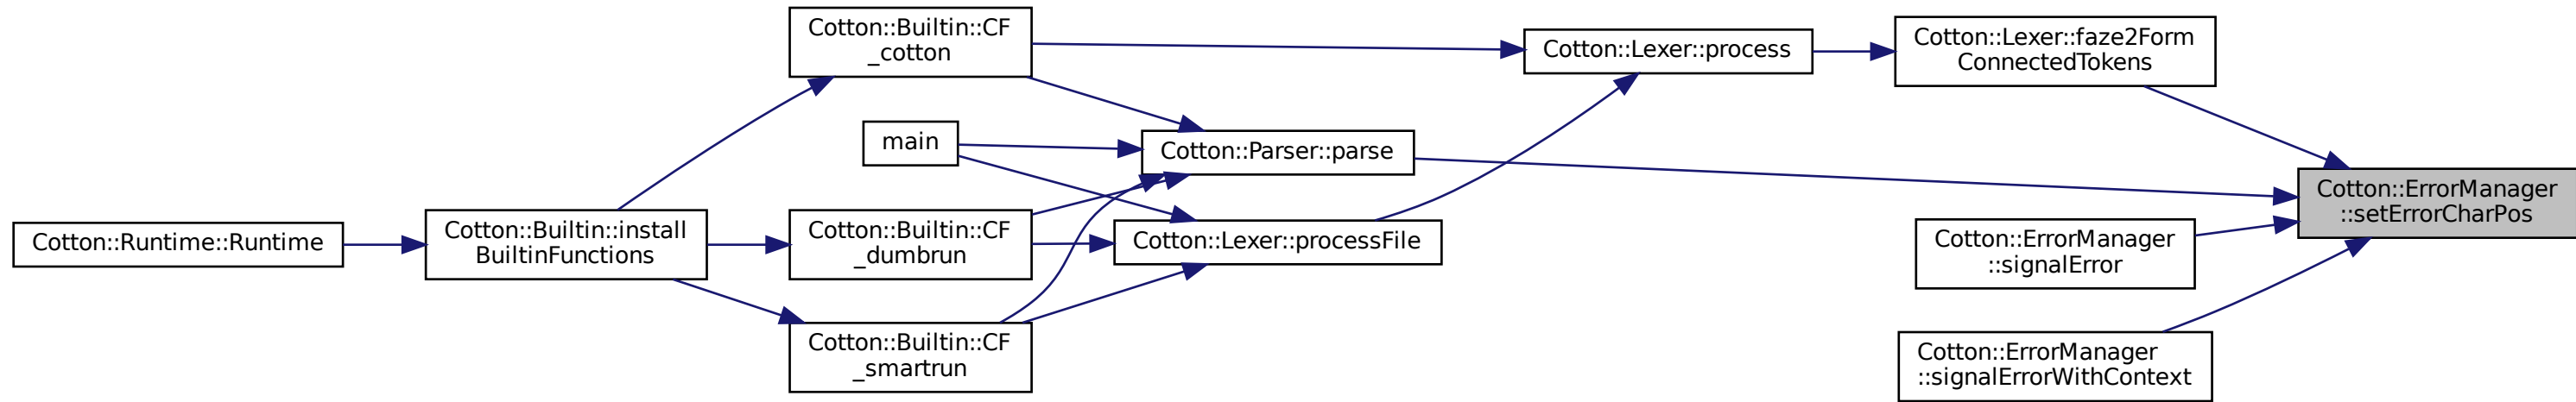 Cotton::Runtime::Runtime
Cotton::Builtin::install
BuiltinFunctions
Cotton::Builtin::CF
_cotton
main
Cotton::Builtin::CF
_dumbrun
Cotton::Builtin::CF
_smartrun
Cotton::Parser::parse
Cotton::Lexer::processFile
Cotton::Lexer::process
Cotton::Lexer::faze2Form
ConnectedTokens
Cotton::ErrorManager
::signalError
Cotton::ErrorManager
::signalErrorWithContext
Cotton::ErrorManager
::setErrorCharPos